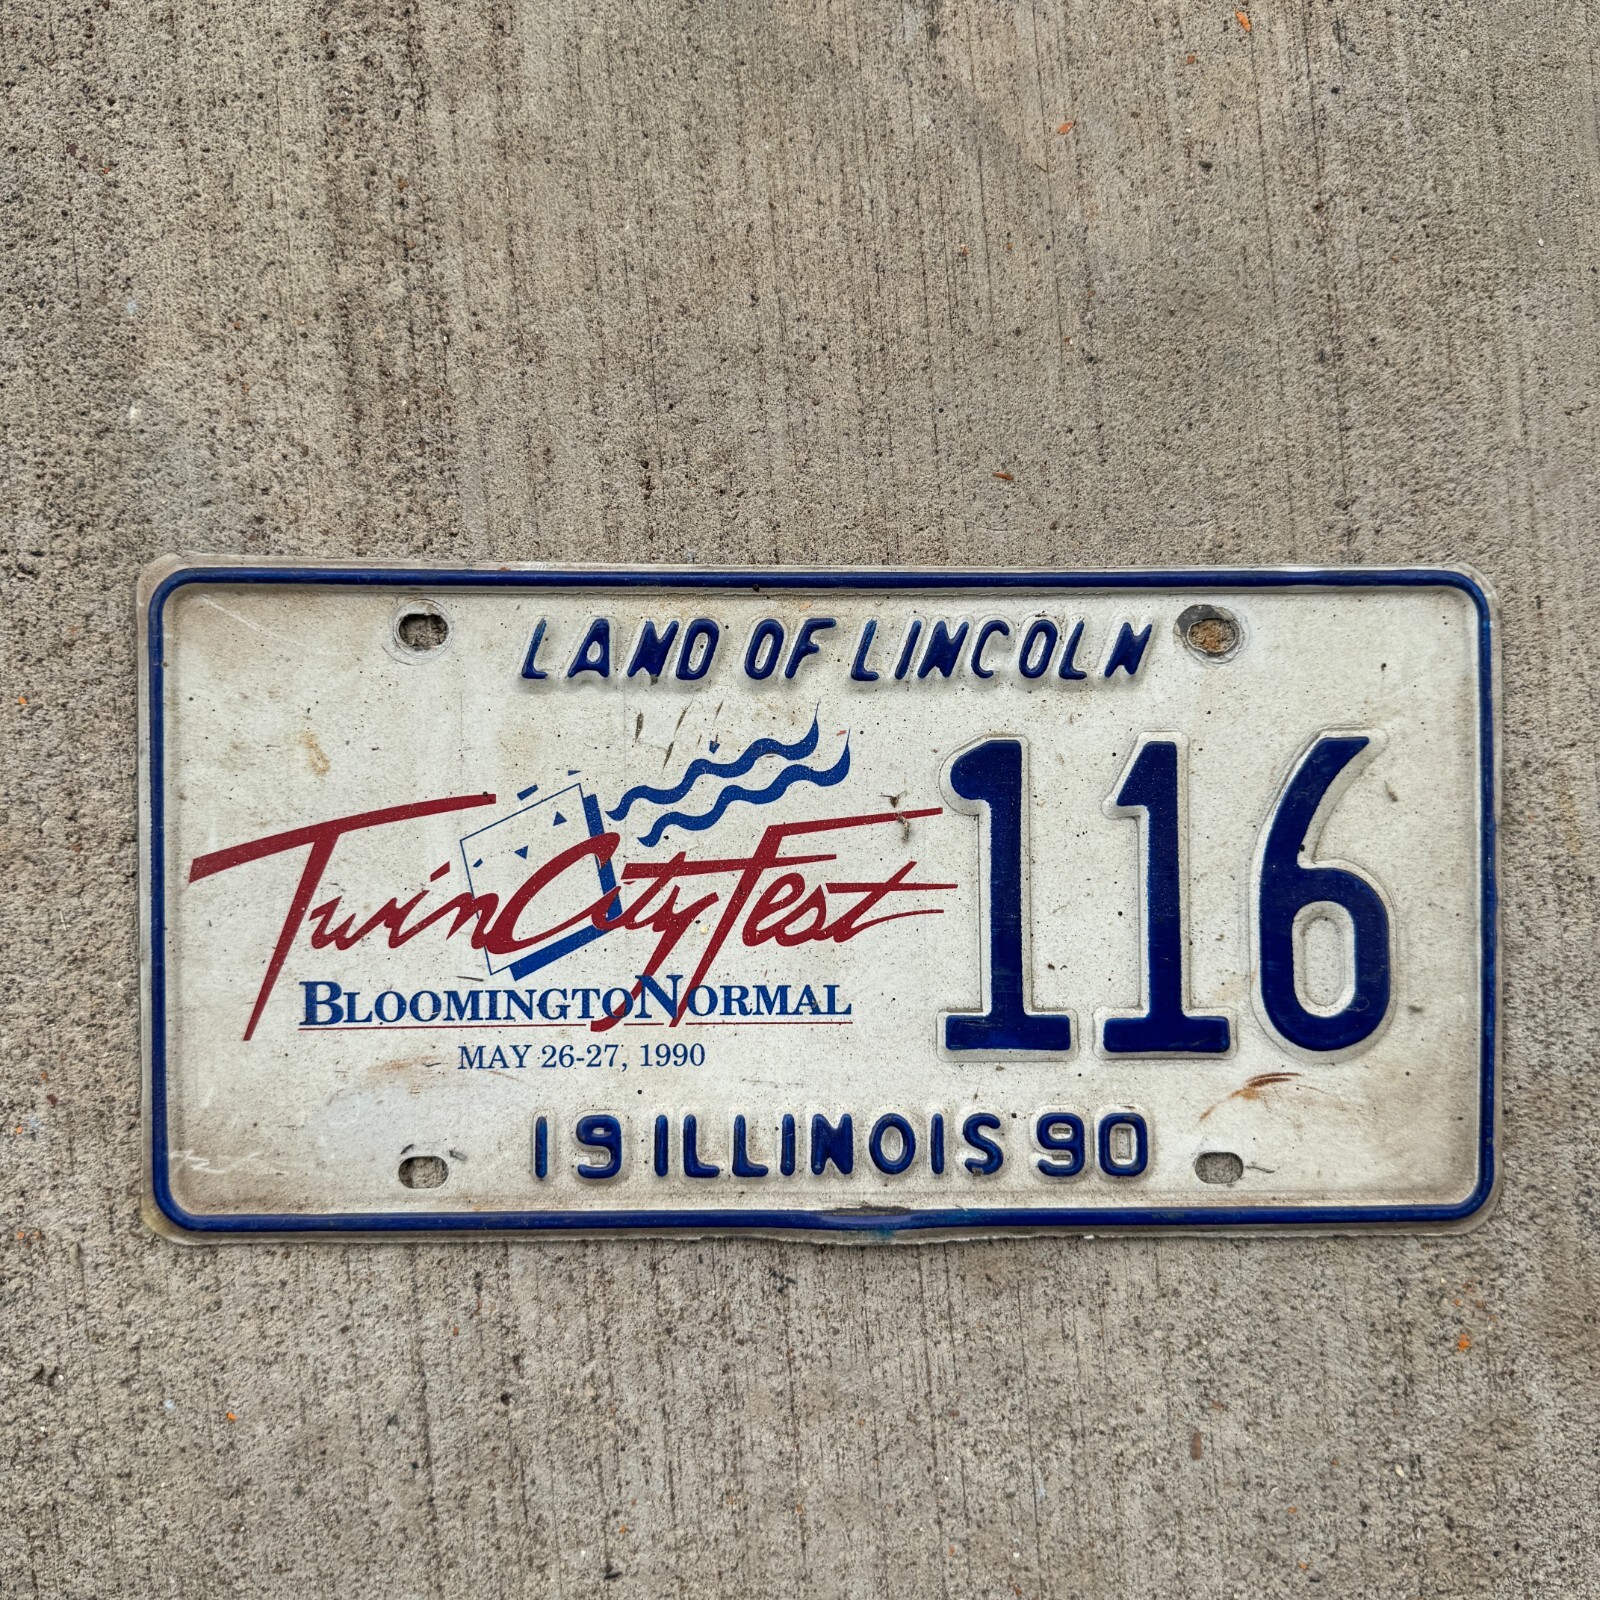 LAND OF LINCOLN
TwinCityFest
BLOOMINGTONORMAL
MAY 26-27, 1990
116
19 ILLINOIS 90